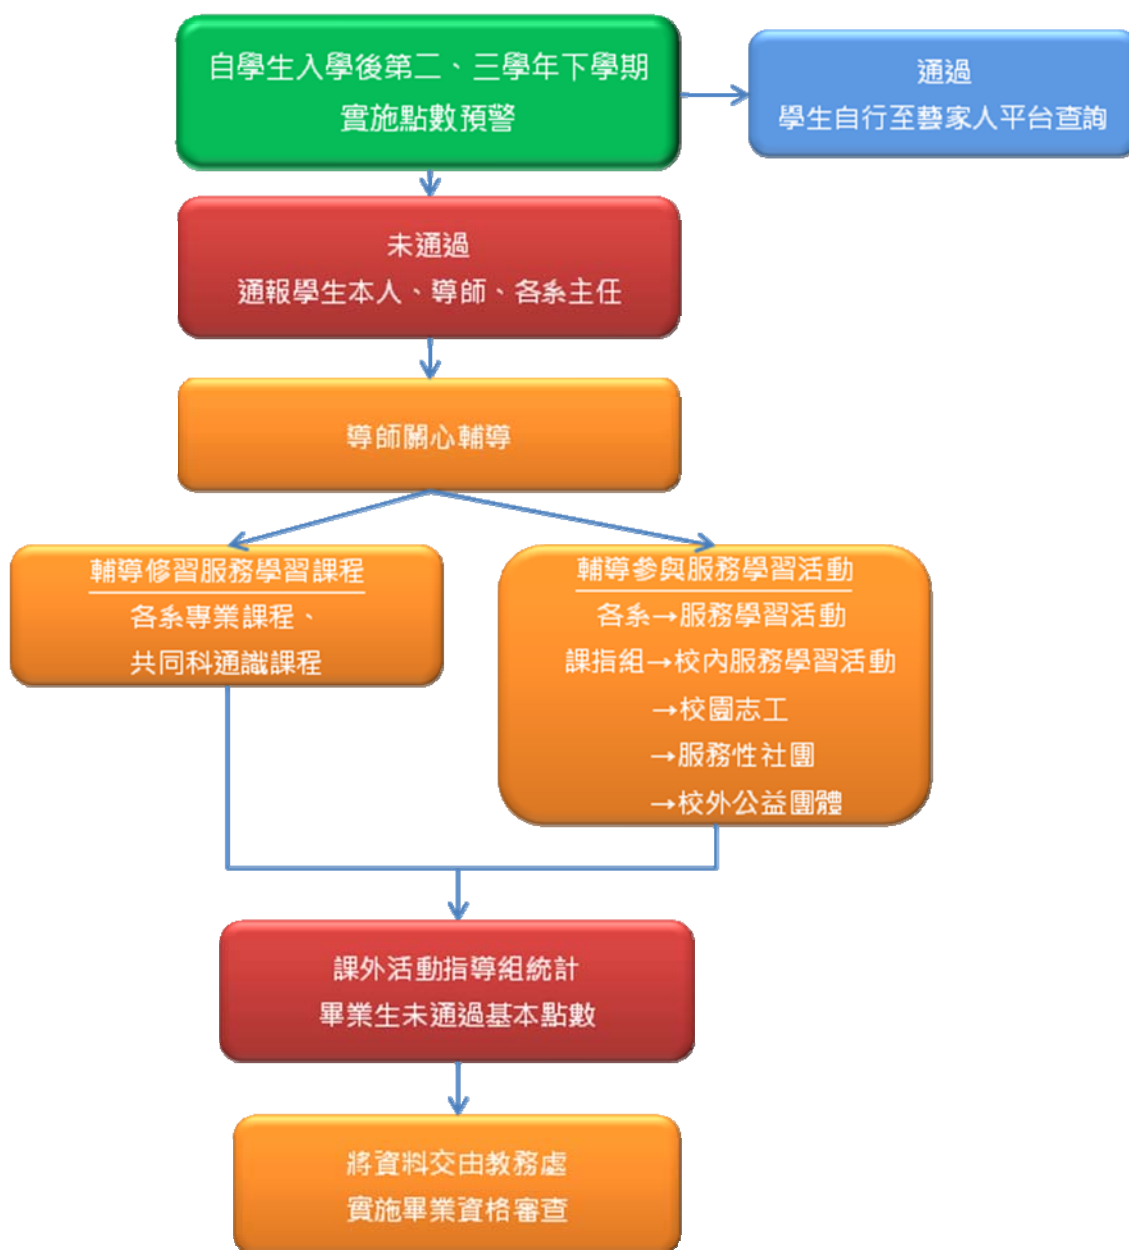 自學生入學後第二、三學年下學期
實施點數預警
通過
學生自行至藝家人平台查詢
未通過
通報學生本人、導師、各系主任
導師關心輔導
輔導修習服務學習課程
各系專業課程、
共同科通識課程
輔導參與服務學習活動
各系→服務學習活動
課指組→校內服務學習活動
→校園志工
→服務性社團
→校外公益團體
課外活動指導組統計
畢業生未通過基本點數
將資料交由教務處
實施畢業資格審查